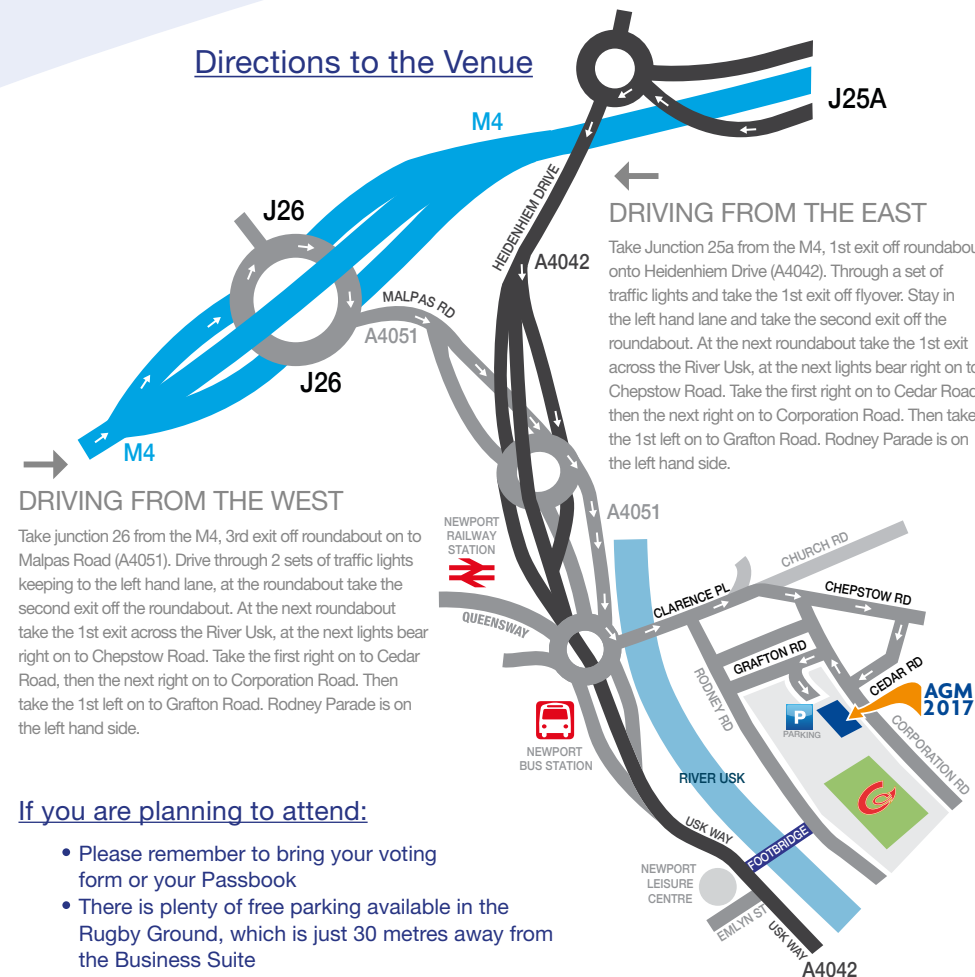 Directions to the Venue
J25A
M4
J26
HEIDENHIEM DRIVE
A4042
MALPAS RD
A4051
J26
M4
DRIVING FROM THE EAST
Take Junction 25a from the M4, 1st exit off roundabou
onto Heidenhiem Drive (A4042). Through a set of
traffic lights and take the 1st exit off flyover. Stay in
the left hand lane and take the second exit off the
roundabout. At the next roundabout take the 1st exit
across the River Usk, at the next lights bear right on to
Chepstow Road. Take the first right on to Cedar Road
then the next right on to Corporation Road. Then take
the 1st left on to Grafton Road. Rodney Parade is on
the left hand side.
DRIVING FROM THE WEST
Take junction 26 from the M4, 3rd exit off roundabout on to
Malpas Road (A4051). Drive through 2 sets of traffic lights
keeping to the left hand lane, at the roundabout take the
second exit off the roundabout. At the next roundabout
take the 1st exit across the River Usk, at the next lights bear
right on to Chepstow Road. Take the first right on to Cedar
Road, then the next right on to Corporation Road. Then
take the 1st left on to Grafton Road. Rodney Parade is on
the left hand side.
A4051
NEWPORT
RAILWAY
STATION
QUEENSWAY
CHURCH RD
CLARENCE PL
CHEPSTOW RD
GRAFTON RD
CEDAR RD
RODNEY RD
AGM
2017
P
PARKING
CORPORATION RD
NEWPORT
BUS STATION
RIVER USK
USK WAY
FOOTBRIDGE
NEWPORT
LEISURE
CENTRE
EMLYN ST
USK WAY
A4042
If you are planning to attend:
• Please remember to bring your voting
form or your Passbook
• There is plenty of free parking available in the
Rugby Ground, which is just 30 metres away from
the Business Suite